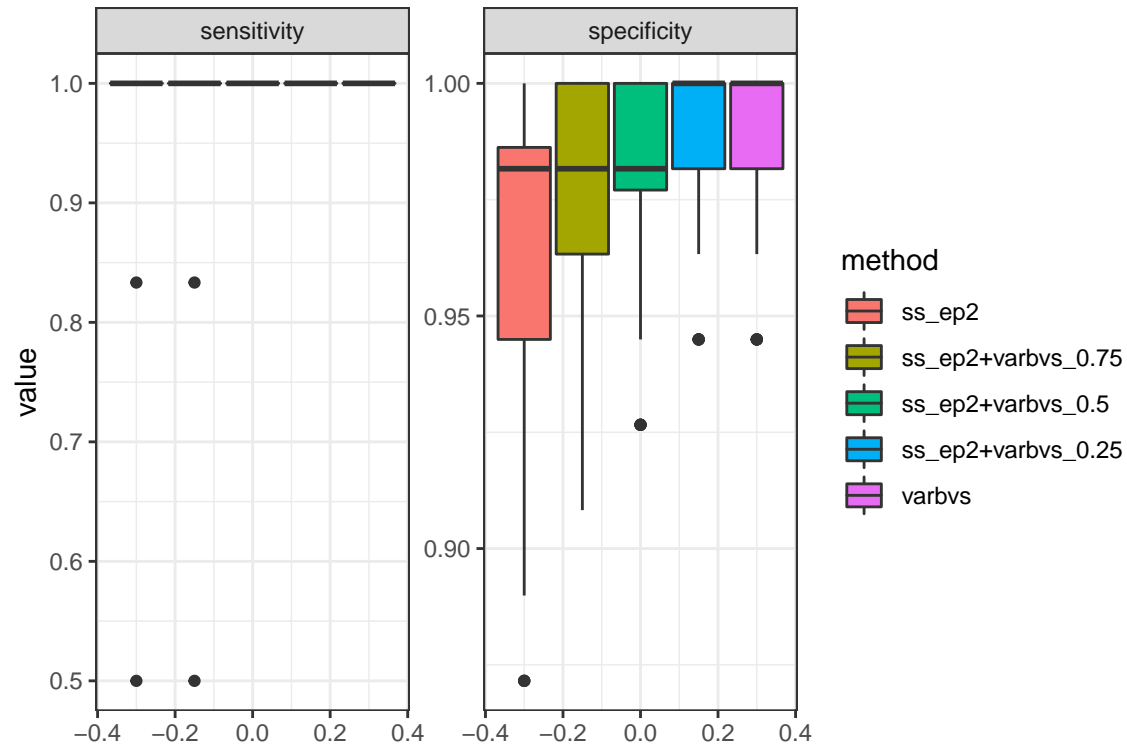 sensitivity
specificity
value
1.0
0.9
0.8
0.7
0.6
0.5
−0.4 −0.2 0.0 0.2 0.4
1.00
0.95
0.90
−0.4 −0.2 0.0 0.2 0.4
method
ss_ep2
ss_ep2+varbvs_0.75
ss_ep2+varbvs_0.5
ss_ep2+varbvs_0.25
varbvs